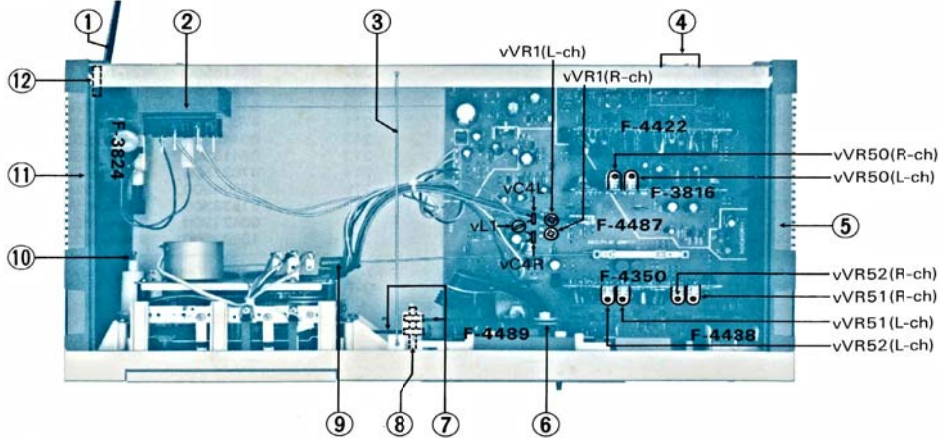 ① ② ③ ④
vVR1(L-ch)
vVR1(R-ch)
⑫
F-3824
F-4422
vVR50(R-ch)
vVR50(L-ch)
⑪
F-3816
vC4L
F-4487
vL1
⑤
vC4R
⑩
F-4350
vVR52(R-ch)
vVR51(R-ch)
vVR51(L-ch)
vVR52(L-ch)
F-4489
F-4488
⑨ ⑧ ⑦ ⑥